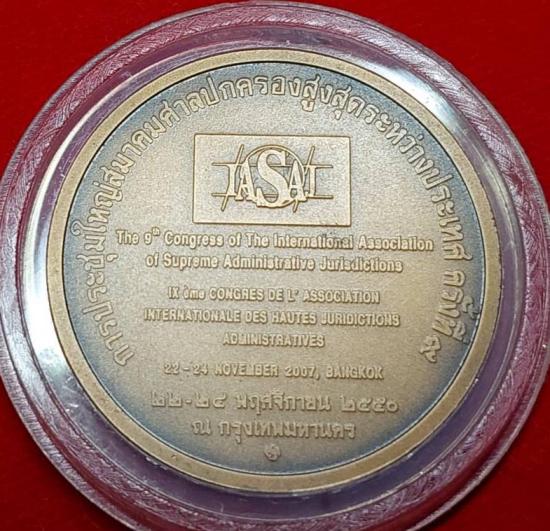 การประชุมใหญ่สมาคมศาลปกครองสูงสุดระหว่างประเทศ ครั้งที่ ๙
IASAJ
The 9th Congress of The International Association
of Supreme Administrative Jurisdictions
IX ème CONGRES DE L' ASSOCIATION
INTERNATIONALE DES HAUTES JURIDICTIONS
ADMINISTRATIVES
22 - 24 NOVEMBER 2007, BANGKOK
๒๒-๒๔ พฤศจิกายน ๒๕๕๐
ณ กรุงเทพมหานคร